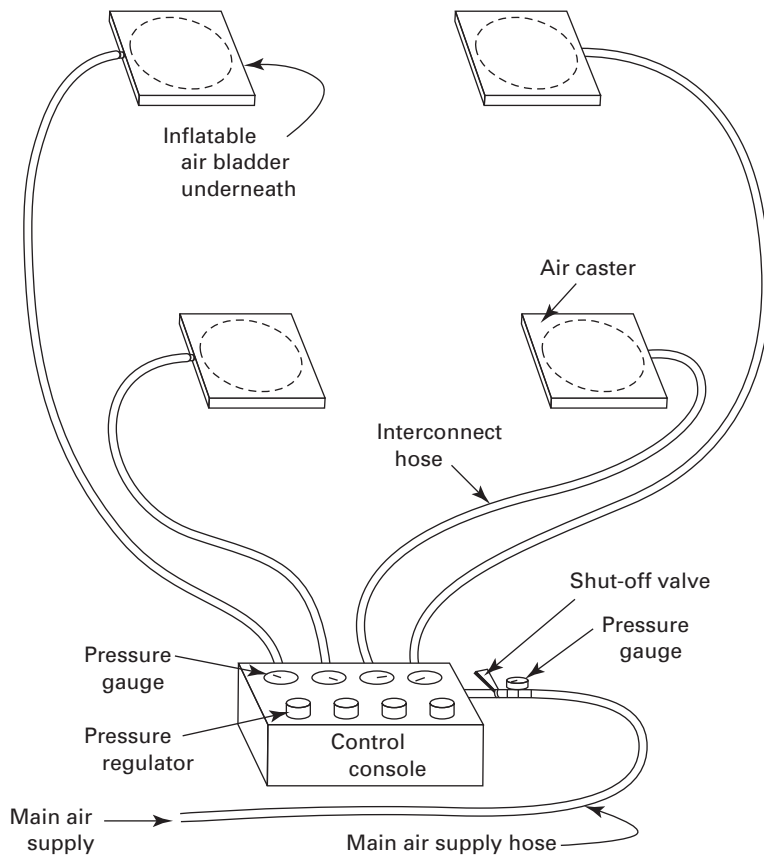 Inflatable
air bladder
underneath
Air caster
Interconnect
hose
Shut-off valve
Pressure
gauge
Pressure
gauge
Pressure
regulator
Control
console
Main air
supply
Main air supply hose